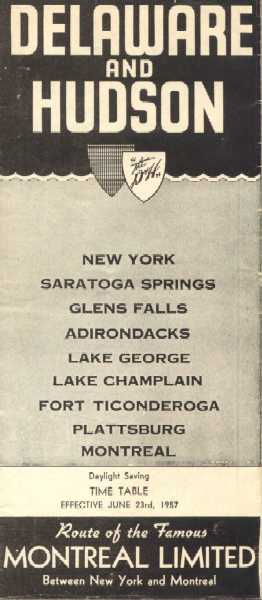 DELAWARE
AND
HUDSON
"The
D&H"
NEW YORK
SARATOGA SPRINGS
GLENS FALLS
ADIRONDACKS
LAKE GEORGE
LAKE CHAMPLAIN
FORT TICONDEROGA
PLATTSBURG
MONTREAL
Daylight Saving
TIME TABLE
EFFECTIVE JUNE 23rd, 1957
Route of the Famous
MONTREAL LIMITED
Between New York and Montreal